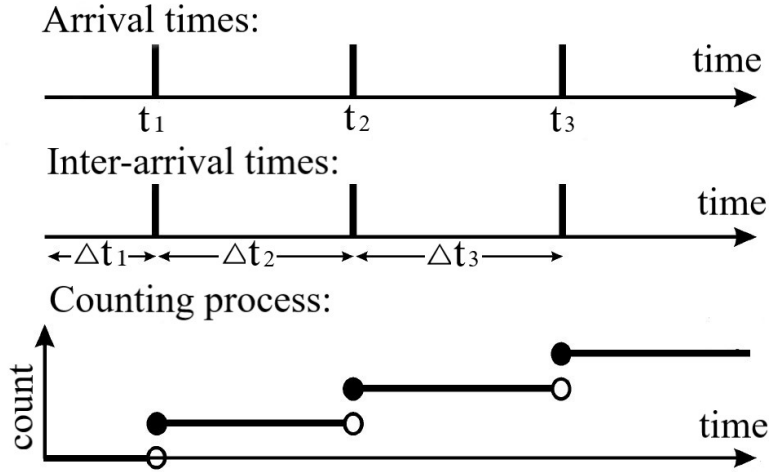 Arrival times:
time
t1 t2 t3
Inter-arrival times:
time
△t1 △t2 △t3
Counting process:
count
time